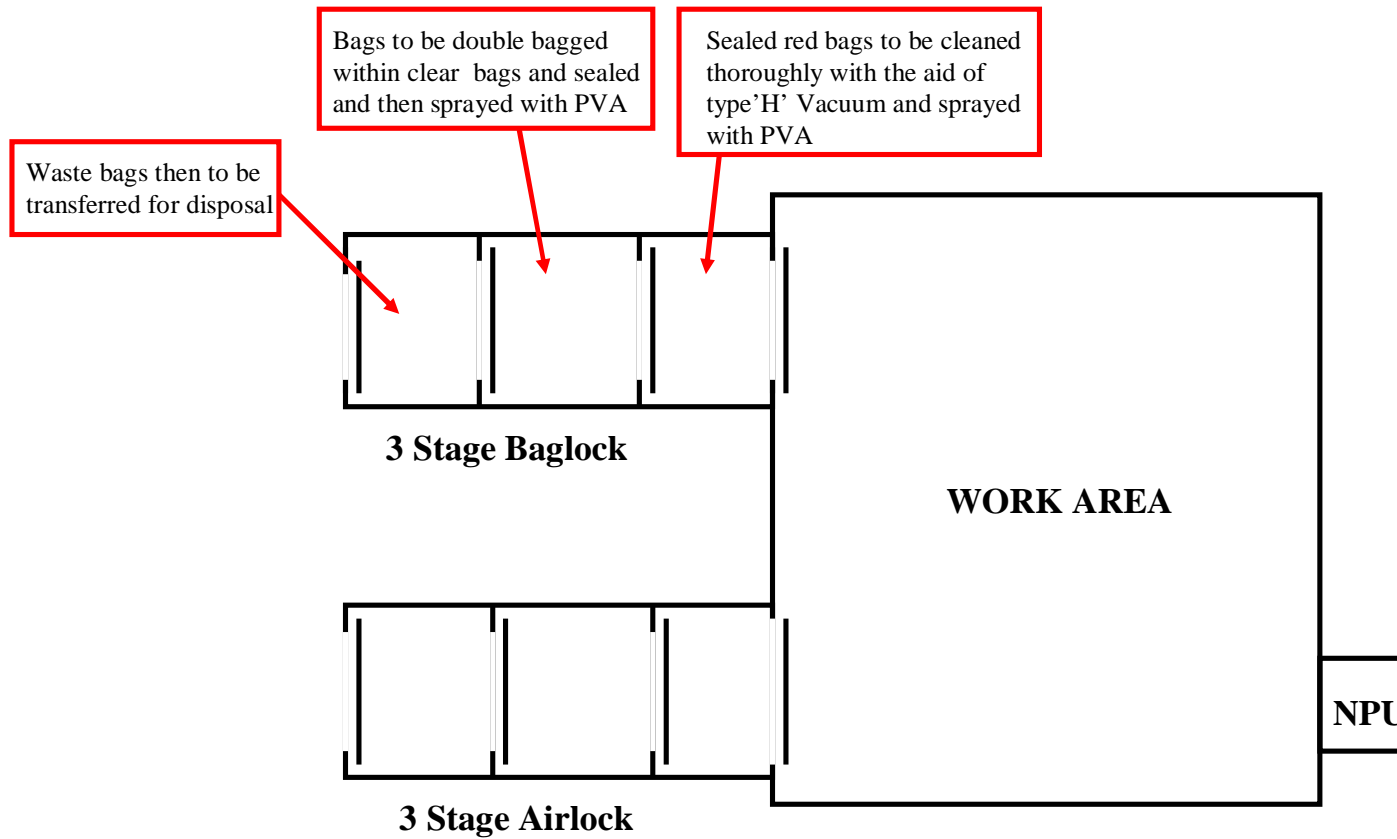 Bags to be double bagged
within clear bags and sealed
and then sprayed with PVA
Sealed red bags to be cleaned
thoroughly with the aid of
type’H’ Vacuum and sprayed
with PVA
Waste bags then to be
transferred for disposal
3 Stage Baglock
WORK AREA
NPU
3 Stage Airlock